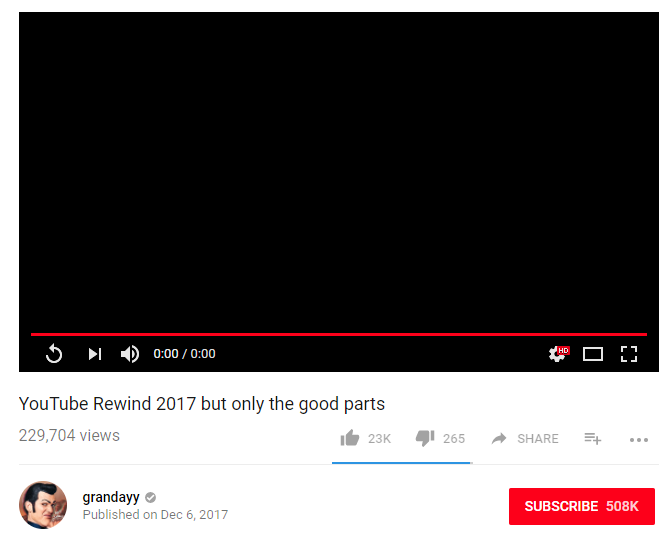 0:00 / 0:00 HD
YouTube Rewind 2017 but only the good parts
229,704 views
23K 265 SHARE
grandayy
Published on Dec 6, 2017
SUBSCRIBE 508K